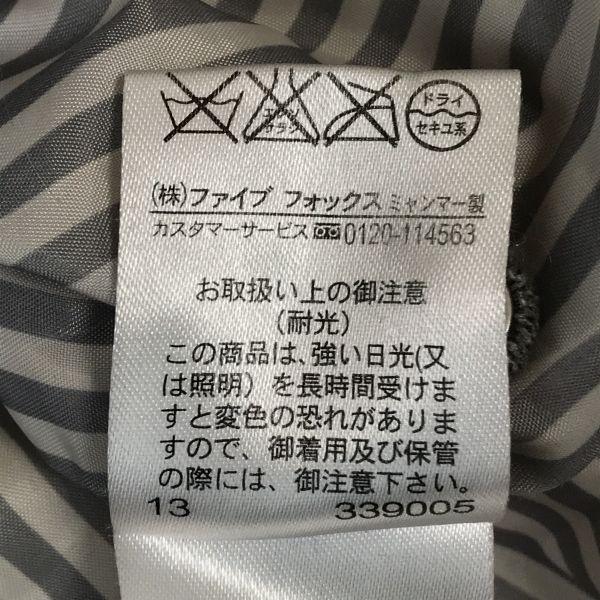 エンソ
サラシ
ドライ
セキユ系
(株)ファイブ フォックス ミャンマー製
カスタマーサービス 0120-114563
お取扱い上の御注意
(耐光)
この商品は、強い日光(又
は照明)を長時間受けま
すと変色の恐れがありま
すので、御着用及び保管
の際には、御注意下さい。
13 339005